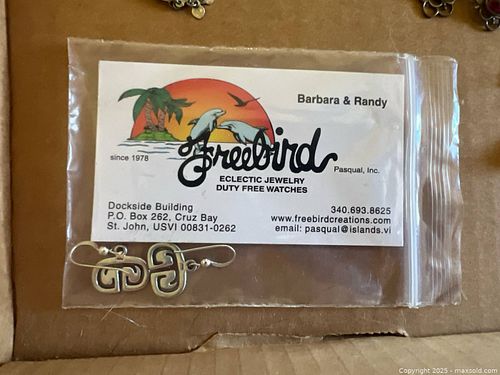 Barbara & Randy
since 1978
Freebird
Pasqual, Inc.
ECLECTIC JEWELRY
DUTY FREE WATCHES
Dockside Building
P.O. Box 262, Cruz Bay
St. John, USVI 00831-0262
340.693.8625
www.freebirdcreations.com
email: pasqual@islands.vi
Copyright 2025 - maxsold.com